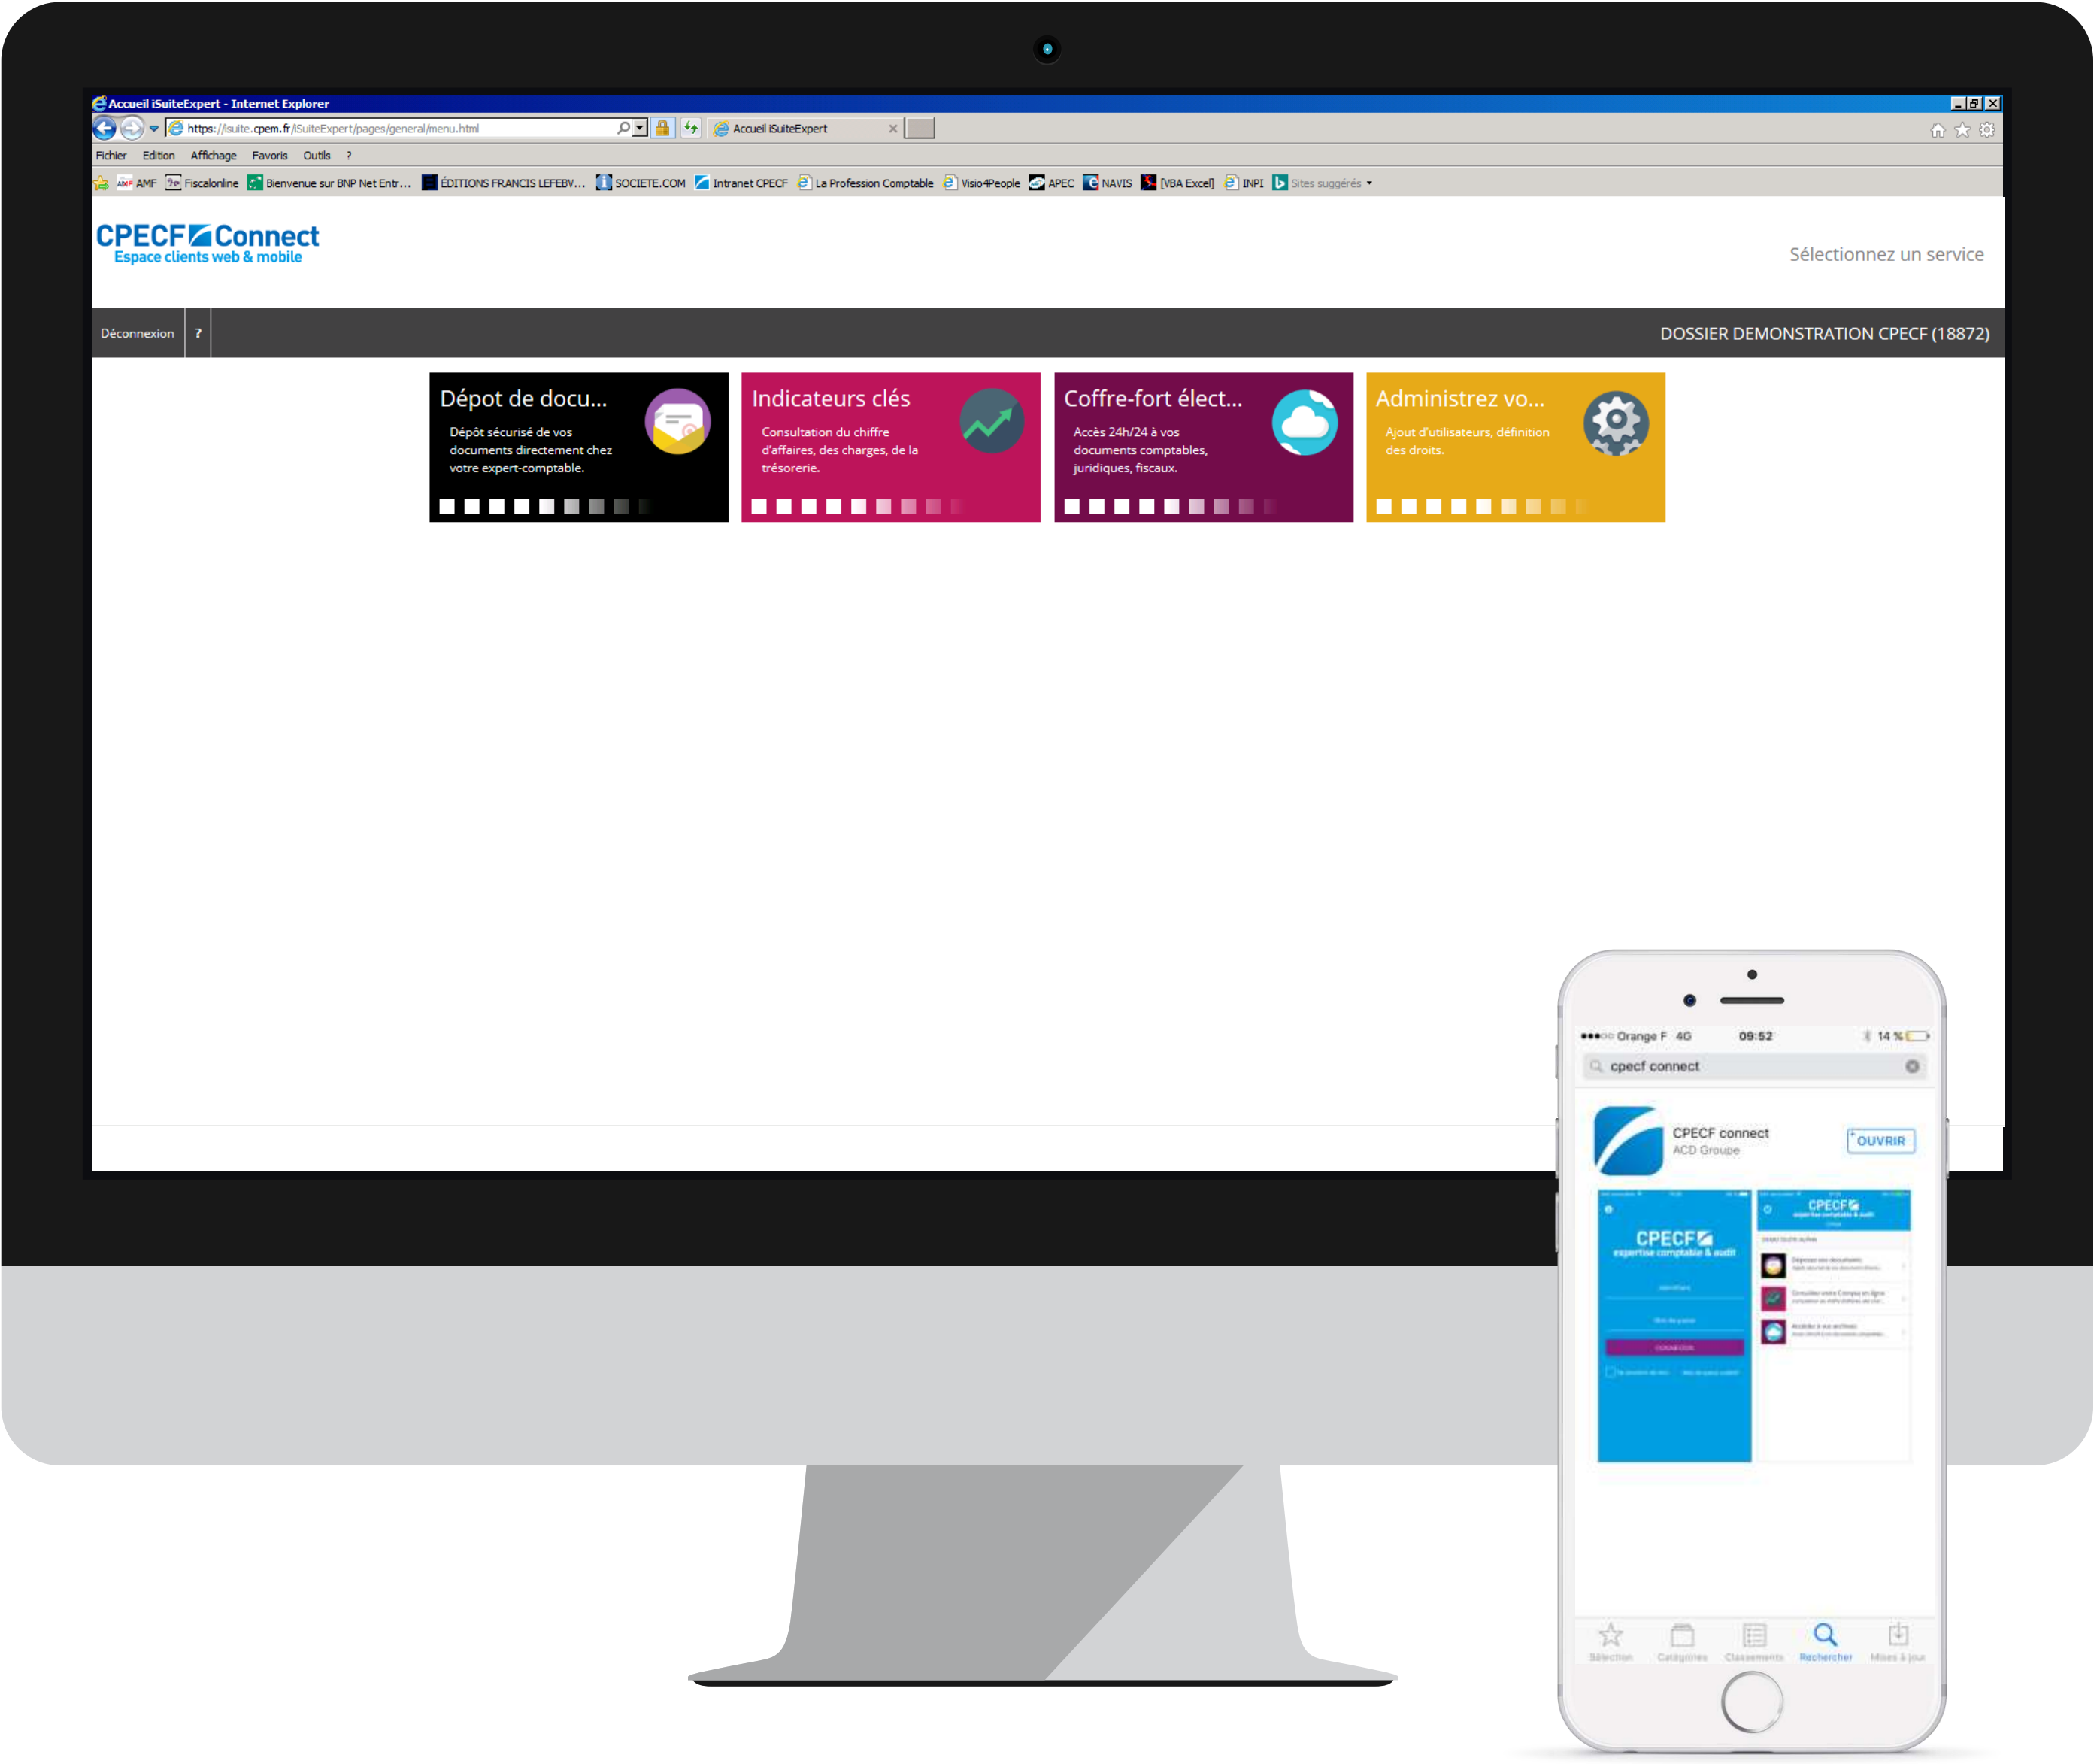 Accueil iSuiteExpert - Internet Explorer
https://isuite.cpem.fr/iSuiteExpert/pages/general/menu.html
Accueil iSuiteExpert
Fichier Edition Affichage Favoris Outils ?
AMF Fiscalonline Bienvenue sur BNP Net Entr... ÉDITIONS FRANCIS LEFEBV... SOCIETE.COM Intranet CPECF La Profession Comptable Visio4People APEC NAVIS [VBA Excel] INPI Sites suggérés
CPECF Connect
Espace clients web & mobile
Sélectionnez un service
Déconnexion ? DOSSIER DEMONSTRATION CPECF (18872)
Dépot de docu...
Dépôt sécurisé de vos
documents directement chez
votre expert-comptable.
Indicateurs clés
Consultation du chiffre
d'affaires, des charges, de la
trésorerie.
Coffre-fort élect...
Accès 24h/24 à vos
documents comptables,
juridiques, fiscaux.
Administrez vo...
Ajout d'utilisateurs, définition
des droits.
Orange F 4G 09:52 14 %
cpecf connect
CPECF connect
ACD Groupe
OUVRIR
CPECF
expertise comptable & audit
CPECF
expertise comptable & audit
Sélection Catégories Classements Rechercher Mises à jour